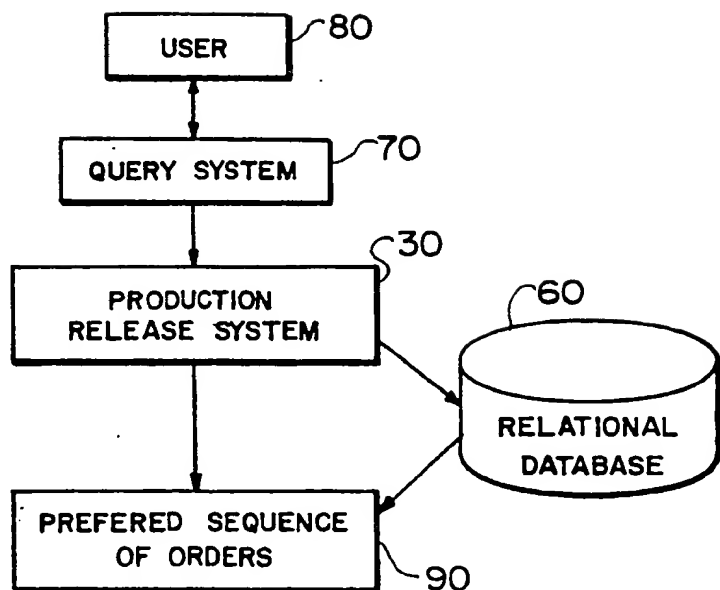 USER
80
QUERY SYSTEM
70
PRODUCTION
RELEASE SYSTEM
30
RELATIONAL
DATABASE
60
PREFERED SEQUENCE
OF ORDERS
90